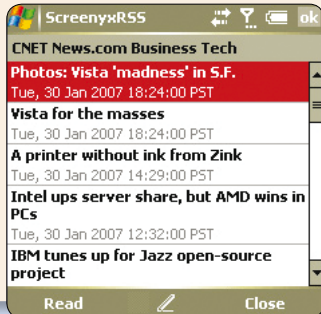 ScreenyxRSS ok
CNET News.com Business Tech
Photos: Vista 'madness' in S.F.
Tue, 30 Jan 2007 18:24:00 PST
Vista for the masses
Tue, 30 Jan 2007 18:24:00 PST
A printer without ink from Zink
Tue, 30 Jan 2007 14:29:00 PST
Intel ups server share, but AMD wins in
PCs
Tue, 30 Jan 2007 12:32:00 PST
IBM tunes up for Jazz open-source
project
Read Close